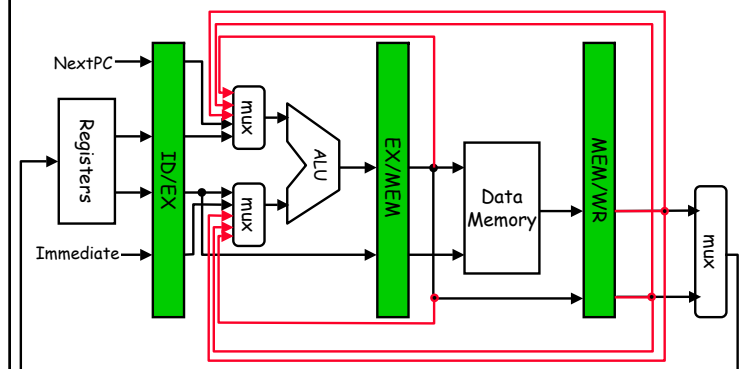 NextPC
Registers
Immediate
ID/EX
mux
mux
ALU
EX/MEM
Data
Memory
MEM/WR
mux